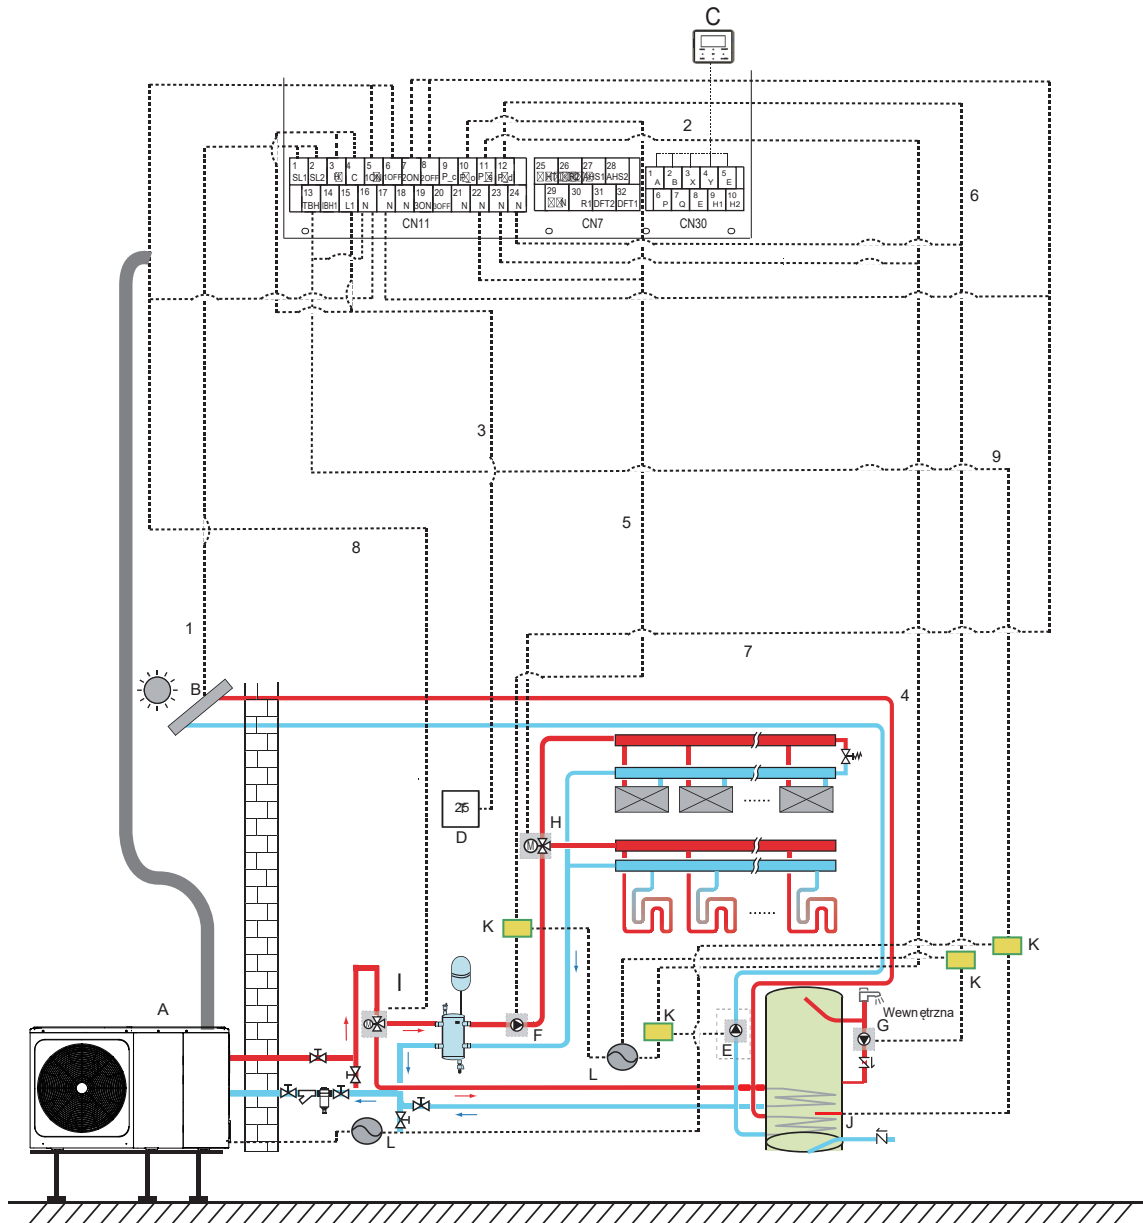 C
2
1 2 3 4 5 6 7 8 9 10 11 12
SL1 SL2 C 1OFF 2ON 2OFF P_c
13 14 15 16 17 18 19 20 21 22 23 24
TBH IBH1 L1 N N N 3ON 3OFF N N N N
CN11
25 26 27 28
AHS1 AHS2
29 30 31 32
N R1 DFT2 DFT1
CN7
1 2 3 4 5
A B X Y E
6 7 8 9 10
P Q E H1 H2
CN30
6
3
9
5
8
1
7
B
4
25
D
H
K
K
K
A
I
K
F
E
G
Wewnętrzna
L
J
L
M
M